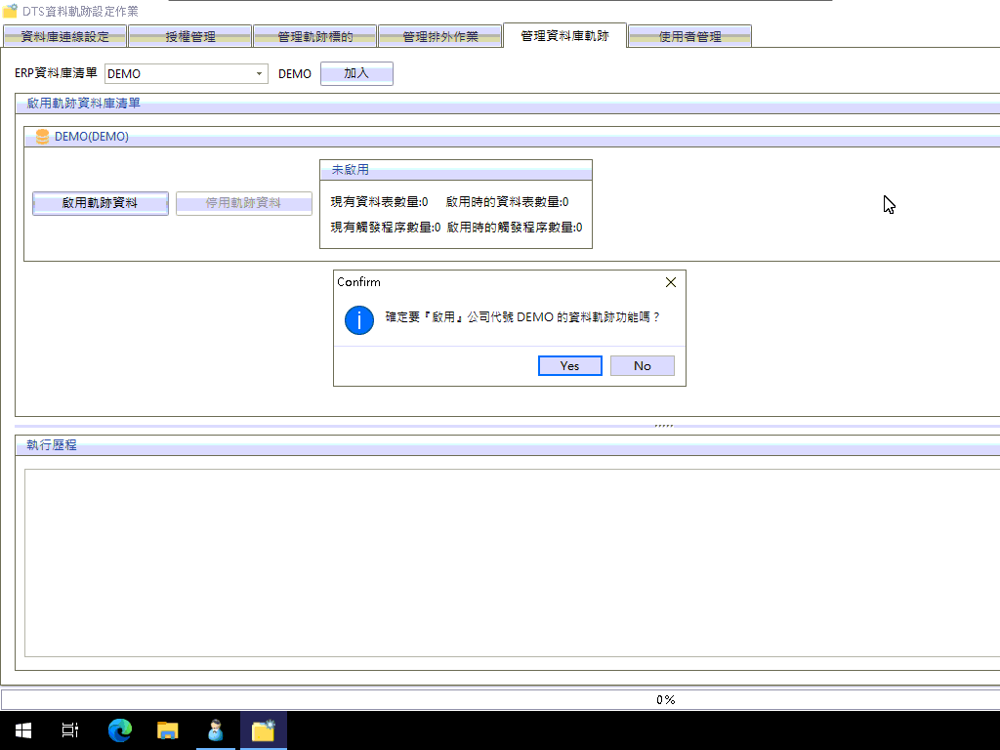 DTS資料軌跡設定作業
資料庫連線設定
授權管理
管理軌跡標的
管理排外作業
管理資料庫軌跡
使用者管理
ERP資料庫清單 DEMO DEMO 加入
啟用軌跡資料庫清單
DEMO(DEMO)
未啟用
啟用軌跡資料
停用軌跡資料
現有資料表數量:0 啟用時的資料表數量:0
現有觸發程序數量:0 啟用時的觸發程序數量:0
Confirm
確定要『啟用』公司代號 DEMO 的資料軌跡功能嗎？
Yes
No
執行歷程
0%